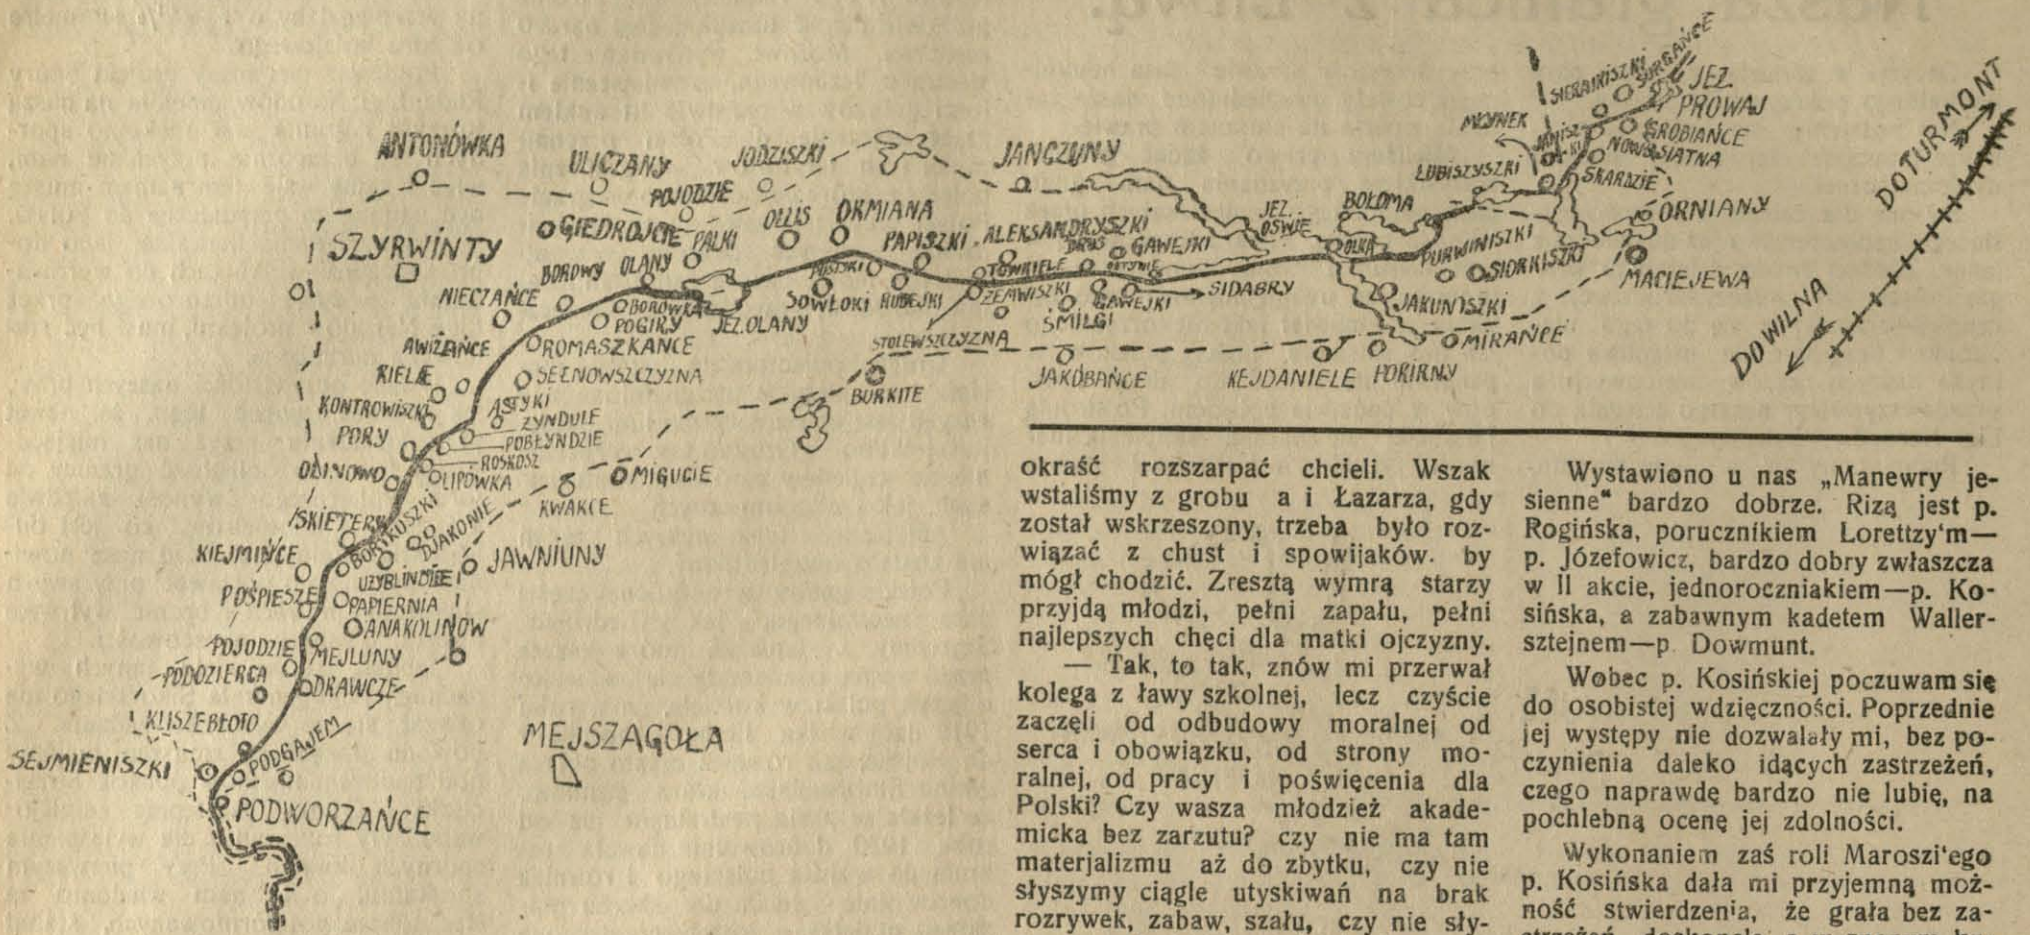 SURGAŃCE
JEZ.
PROWAJ
GROBIAŃCE
NOWOSIATNA
MŁYNEK
LUBISZYSZKI
SKARDZIE
ORNIANY
MACIEJEWA
DOTURMONT
DOWILNA
ANTONÓWKA
ULICZANY
JODZISZKI
JANCZUNY
POJODZIE
GIEDROJCIE
PALKI
OLLIS
ORMIANA
PAPISZKI
ALEKSANDRYSZKI
GAWEJKI
JEZ.
OŚWIE
BOŁOMA
PURWINISZKI
SIORKISZKI
SZYRWINTY
BOROWY
OLANY
NIECZAŃCE
BOROWKA
POGIRY
JEZ. OLANY
SOWŁOKI
RUDEJKI
TOWKIELE
ZEMWISZKI
GAWEJKI
SIDABRY
ŚMILGI
JAKUNISZKI
MIRAŃCE
STOLEWSZCZYZNA
AWIŻAŃCE
ROMASZKAŃCE
RIELE
SEŁNOWSZCZYZNA
BURKITE
JAKÓBAŃCE
KEJDANIELE
PORIRNY
KONTROWISZKI
ASTYKI
ZYNDULE
PORY
POBŁYNDZIE
ROSKOSZ
LIPÓWKA
MIGUCIE
KWAKCE
SKIETERY
BORTKUSZKI
DJAKONIE
KIEJMIŃCE
UZYBLINDZIE
JAWNIUNY
POŚPIESZE
PAPIERNIA
ANAKOLINÓW
POJODZIE
MEJLUNY
PODOZIERCA
ODRAWCZE
KLISZEBŁOTO
MEJSZAGOŁA
SEJMIENISZKI
PODGAJEM
PODWORZAŃCE
okraść rozszarpać chcieli. Wszak
wstaliśmy z grobu a i Łazarza, gdy
został wskrzeszony, trzeba było roz-
wiązać z chust i spowijaków. by
mógł chodzić. Zresztą wymrą starzy
przyjdą młodzi, pełni zapału, pełni
najlepszych chęci dla matki ojczyzny.
— Tak, to tak, znów mi przerwał
kolega z ławy szkolnej, lecz czyście
zaczęli od odbudowy moralnej od
serca i obowiązku, od strony mo-
ralnej, od pracy i poświęcenia dla
Polski? Czy wasza młodzież akade-
micka bez zarzutu? czy nie ma tam
materjalizmu aż do zbytku, czy nie
słyszymy ciągle utyskiwań na brak
rozrywek, zabaw, szału, czy nie sły-
Wystawiono u nas „Manewry je-
sienne“ bardzo dobrze. Rizą jest p.
Rogińska, porucznikiem Lorettzy‘m—
p. Józefowicz, bardzo dobry zwłaszcza
w II akcie, jednoroczniakiem—p. Ko-
sińska, a zabawnym kadetem Waller-
sztejnem—p. Dowmunt.
Wobec p. Kosińskiej poczuwam się
do osobistej wdzięczności. Poprzednie
jej występy nie dozwalały mi, bez po-
czynienia daleko idących zastrzeżeń,
czego naprawdę bardzo nie lubię, na
pochlebną ocenę jej zdolności.
Wykonaniem zaś roli Maroszi‘ego
p. Kosińska dała mi przyjemną moż-
ność stwierdzenia, że grała bez za-